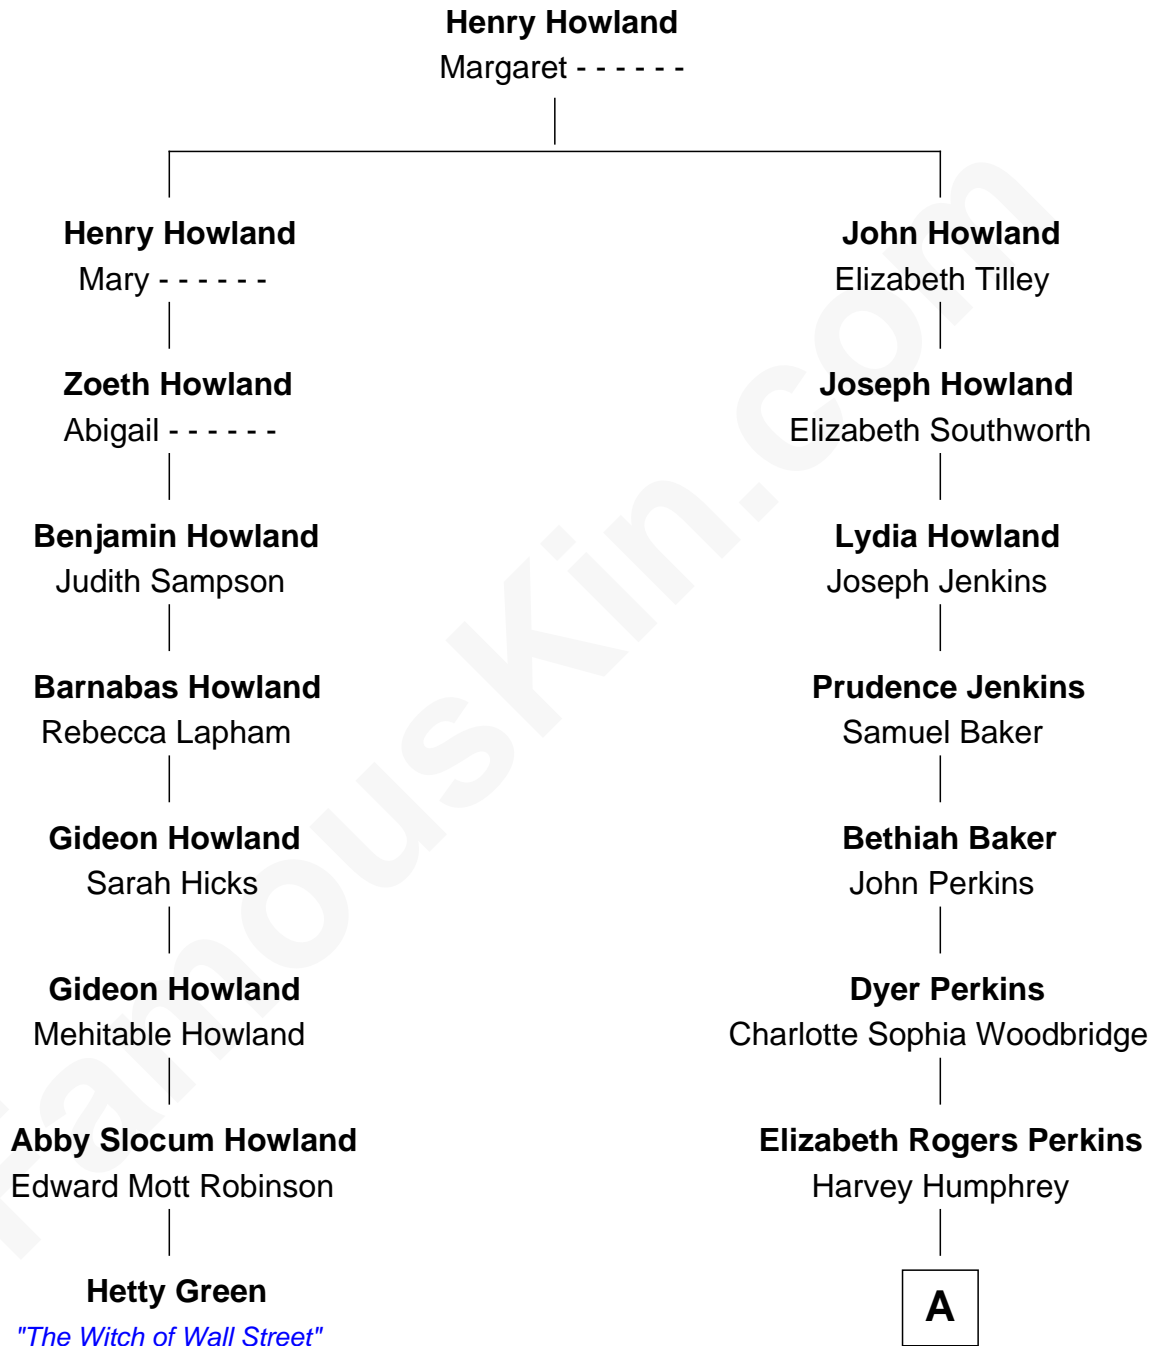 Henry Howland
Margaret - - - - - -
Henry Howland
Mary - - - - - -
Zoeth Howland
Abigail - - - - - -
Benjamin Howland
Judith Sampson
Barnabas Howland
Rebecca Lapham
Gideon Howland
Sarah Hicks
Gideon Howland
Mehitable Howland
Abby Slocum Howland
Edward Mott Robinson
Hetty Green
"The Witch of Wall Street"
John Howland
Elizabeth Tilley
Joseph Howland
Elizabeth Southworth
Lydia Howland
Joseph Jenkins
Prudence Jenkins
Samuel Baker
Bethiah Baker
John Perkins
Dyer Perkins
Charlotte Sophia Woodbridge
Elizabeth Rogers Perkins
Harvey Humphrey
A
FamousKin.com